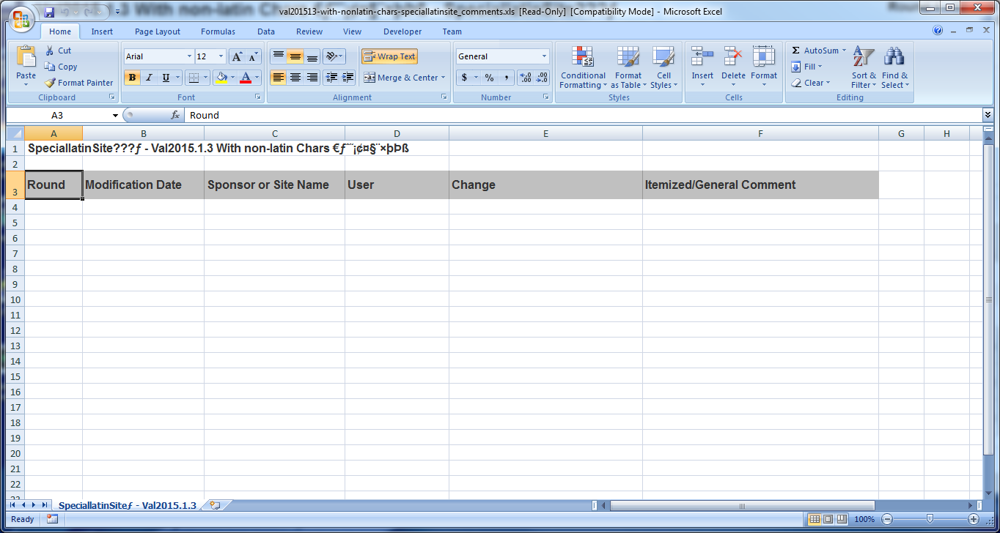 val201513-with-nonlatin-chars-speciallatinsite_comments.xls [Read-Only] [Compatibility Mode] - Microsoft Excel
Home Insert Page Layout Formulas Data Review View Developer Team
Paste
Cut
Copy
Format Painter
Clipboard
Arial 12
B I U
Font
Wrap Text
Merge & Center
Alignment
General
$ % ,
Number
Conditional Formatting
Format as Table
Cell Styles
Styles
Insert Delete Format
Cells
Σ AutoSum
Fill
Clear
Sort & Filter
Find & Select
Editing
A3 fx Round
A B C D E F G H
1 SpeciallatinSite???ƒ - Val2015.1.3 With non-latin Chars €ƒ¨¨¡¢¤§¨×þÞß
2
3 Round Modification Date Sponsor or Site Name User Change Itemized/General Comment
4
5
6
7
8
9
10
11
12
13
14
15
16
17
18
19
20
21
22
SpeciallatinSiteƒ - Val2015.1.3
Ready 100%